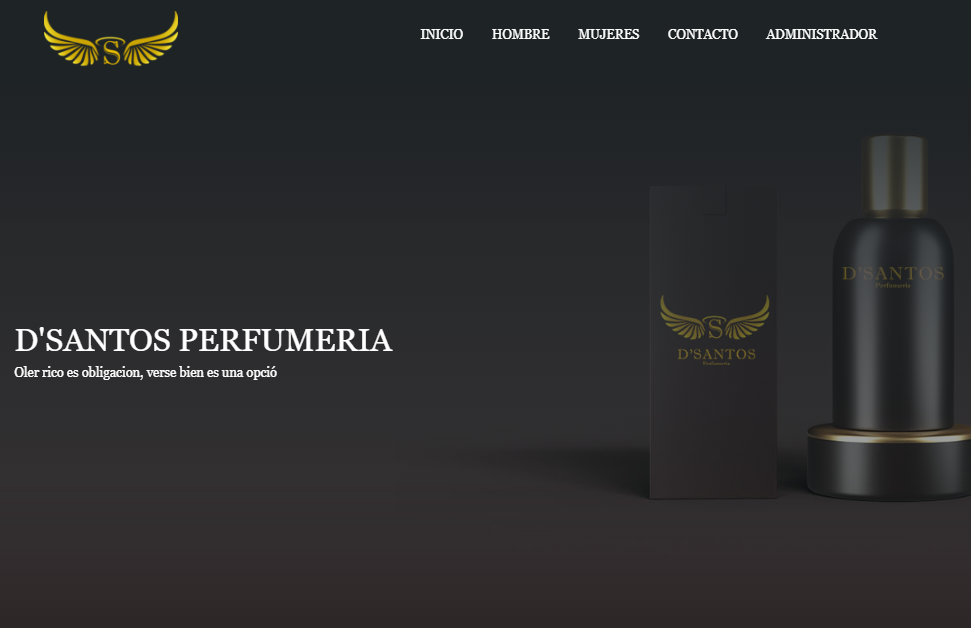 S
INICIO HOMBRE MUJERES CONTACTO ADMINISTRADOR
D'SANTOS
Perfumeria
S
D'SANTOS
Perfumeria
D'SANTOS PERFUMERIA
Oler rico es obligacion, verse bien es una opció